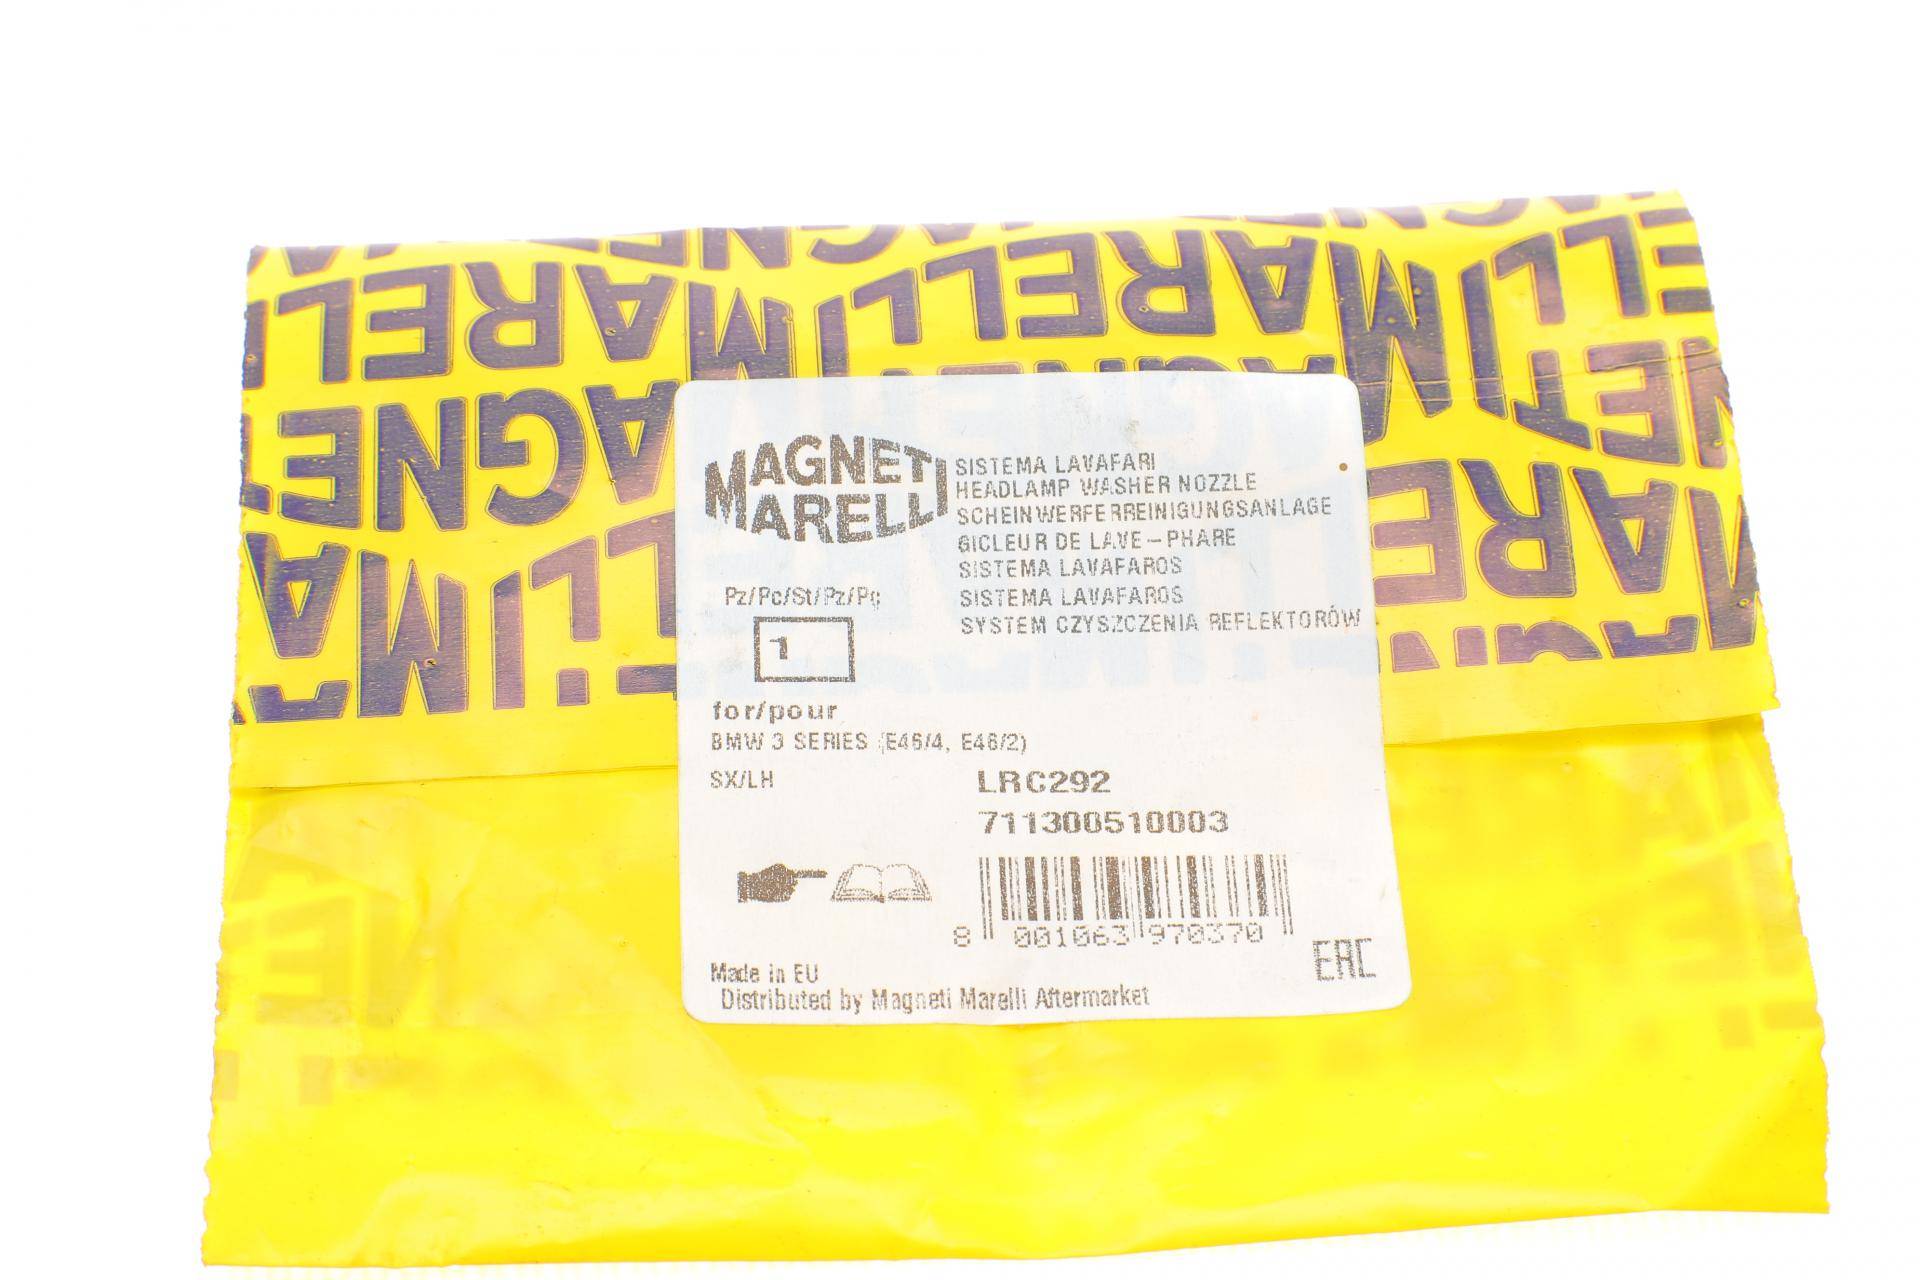 MAGNETI
MARELLI
SISTEMA LAVAFARI
HEADLAMP WASHER NOZZLE
SCHEINWERFERREINIGUNGSANLAGE
GICLEUR DE LAVE-PHARE
SISTEMA LAVAFAROS
SISTEMA LAVAFAROS
SYSTEM CZYSZCZENIA REFLEKTORÓW
Pz/Pc/St/Pz/Pç
1
for/pour
BMW 3 SERIES (E46/4, E46/2)
SX/LH
LRC292
711300510003
8 001063 970370
EAC
Made in EU
Distributed by Magneti Marelli Aftermarket